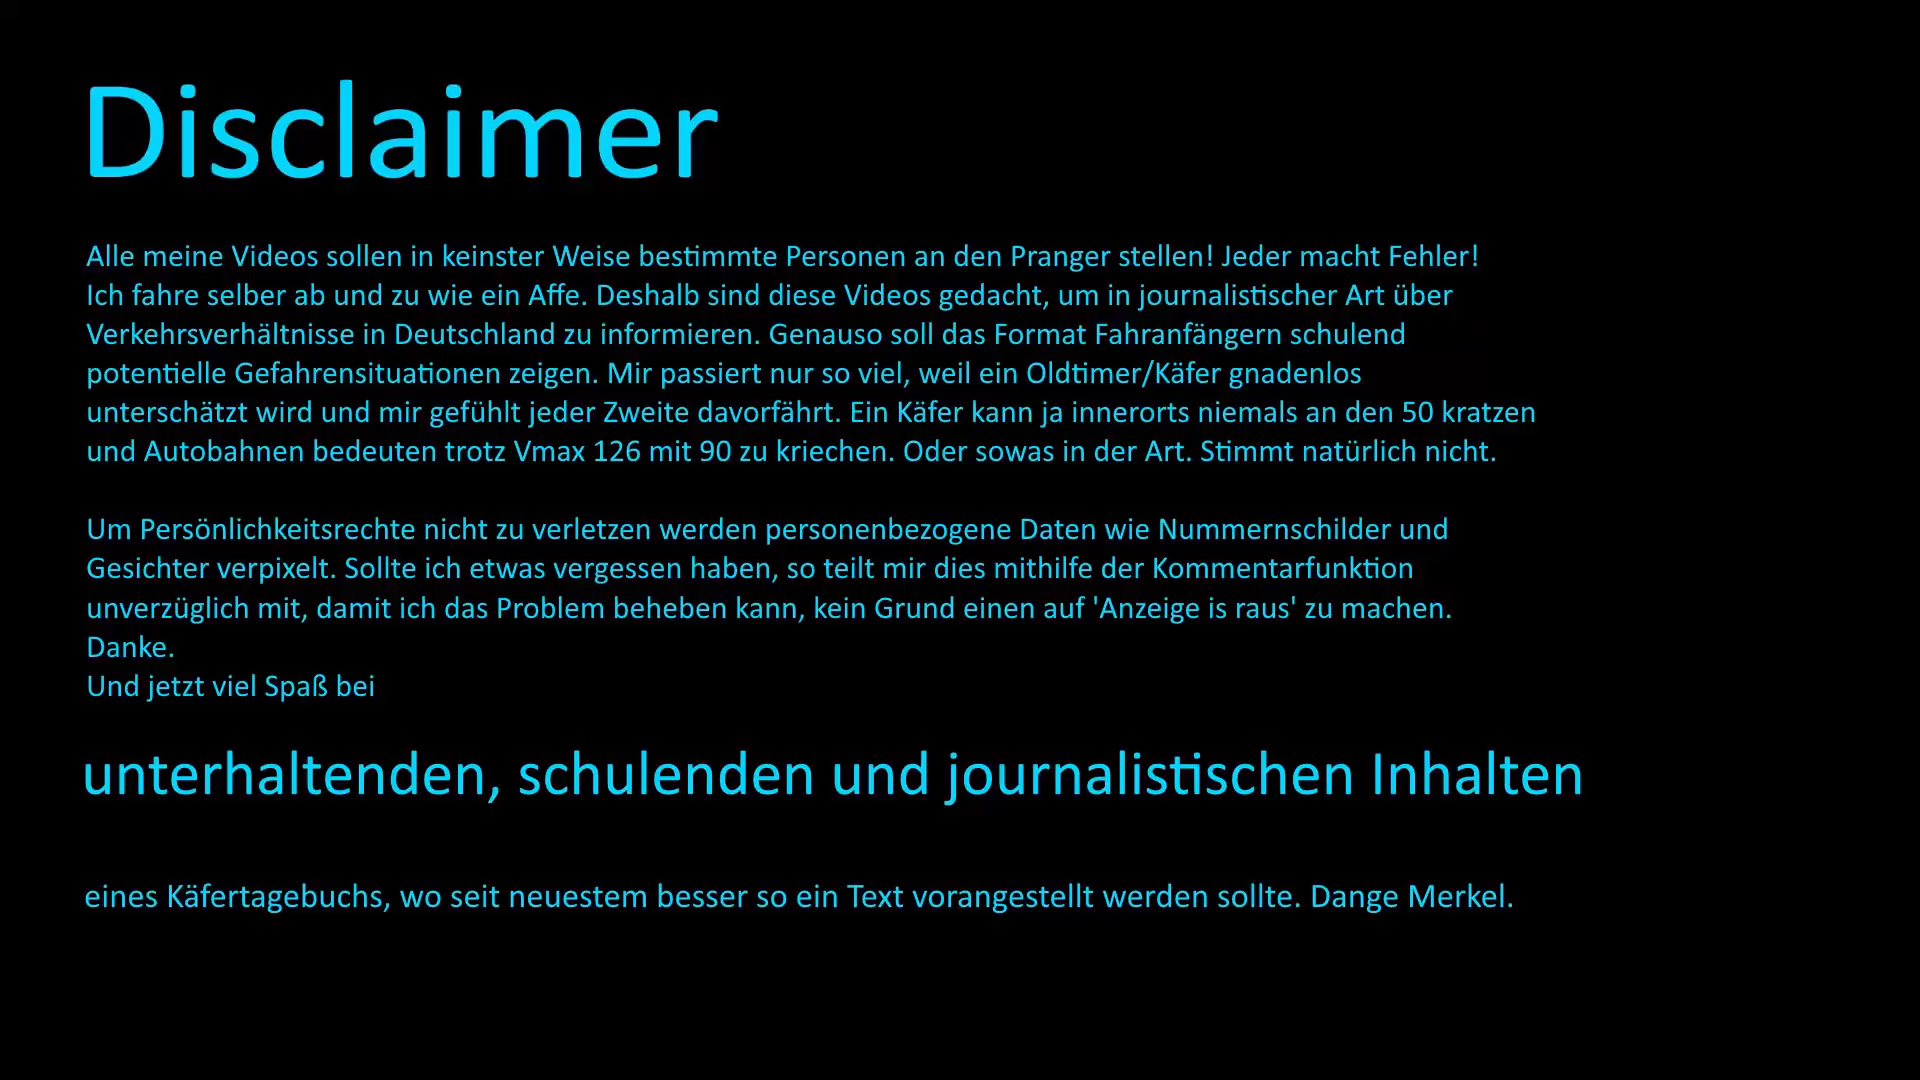 Disclaimer
Alle meine Videos sollen in keinster Weise bestimmte Personen an den Pranger stellen! Jeder macht Fehler!
Ich fahre selber ab und zu wie ein Affe. Deshalb sind diese Videos gedacht, um in journalistischer Art über
Verkehrsverhältnisse in Deutschland zu informieren. Genauso soll das Format Fahranfängern schulend
potentielle Gefahrensituationen zeigen. Mir passiert nur so viel, weil ein Oldtimer/Käfer gnadenlos
unterschätzt wird und mir gefühlt jeder Zweite davorfährt. Ein Käfer kann ja innerorts niemals an den 50 kratzen
und Autobahnen bedeuten trotz Vmax 126 mit 90 zu kriechen. Oder sowas in der Art. Stimmt natürlich nicht.
Um Persönlichkeitsrechte nicht zu verletzen werden personenbezogene Daten wie Nummernschilder und
Gesichter verpixelt. Sollte ich etwas vergessen haben, so teilt mir dies mithilfe der Kommentarfunktion
unverzüglich mit, damit ich das Problem beheben kann, kein Grund einen auf 'Anzeige is raus' zu machen.
Danke.
Und jetzt viel Spaß bei
unterhaltenden, schulenden und journalistischen Inhalten
eines Käfertagebuchs, wo seit neuestem besser so ein Text vorangestellt werden sollte. Dange Merkel.